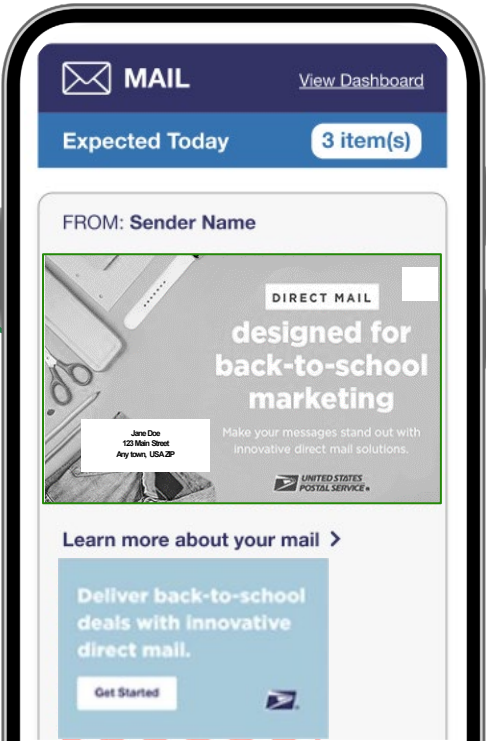 MAIL
View Dashboard
Expected Today
3 item(s)
FROM: Sender Name
DIRECT MAIL
designed for
back-to-school
marketing
Make your messages stand out with
innovative direct mail solutions.
Jane Doe
123 Main Street
Any town, USA ZIP
UNITED STATES
POSTAL SERVICE
Learn more about your mail >
Deliver back-to-school
deals with innovative
direct mail.
Get Started